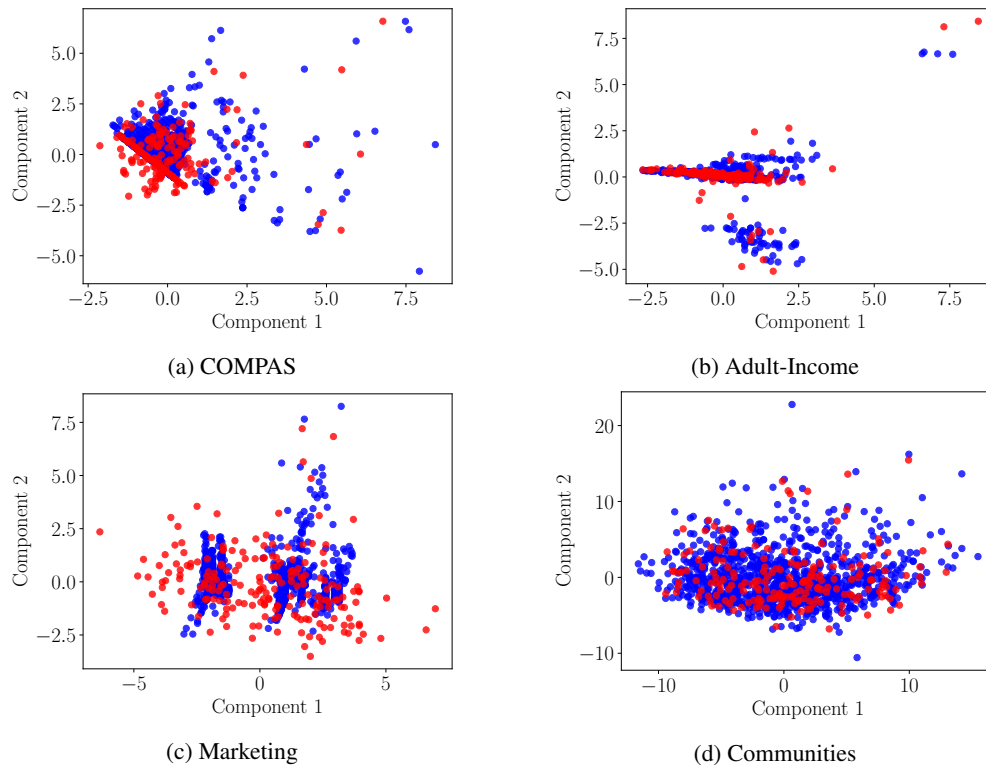 5.0
2.5
0.0
−2.5
−5.0
Component 2
−2.5 0.0 2.5 5.0 7.5
Component 1
(a) COMPAS
7.5
5.0
2.5
0.0
−2.5
−5.0
Component 2
−2.5 0.0 2.5 5.0 7.5
Component 1
(b) Adult-Income
7.5
5.0
2.5
0.0
−2.5
Component 2
−5 0 5
Component 1
(c) Marketing
20
10
0
−10
Component 2
−10 0 10
Component 1
(d) Communities